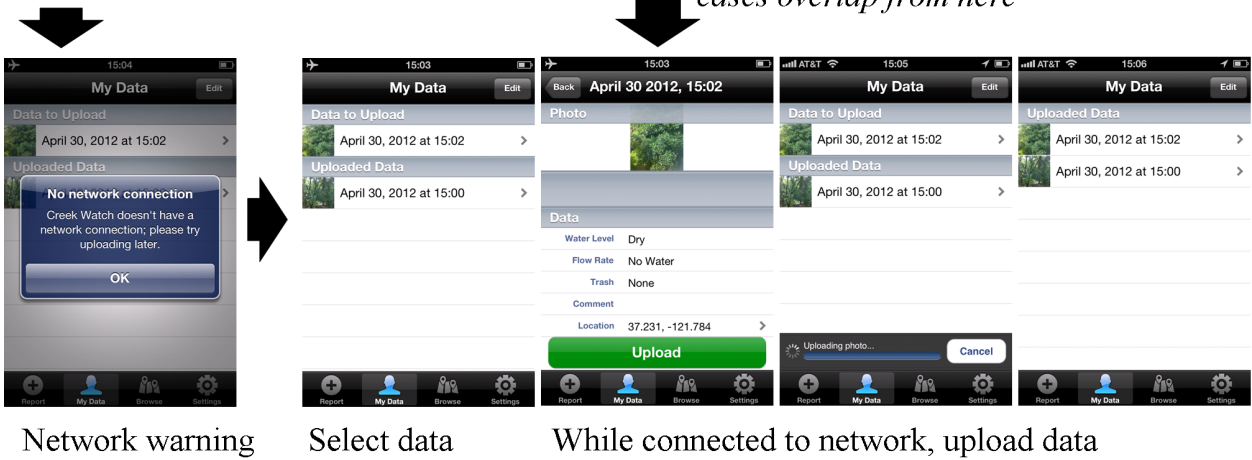 cases overlap from here
15:04
My Data
Edit
Data to Upload
April 30, 2012 at 15:02
Uploaded Data
No network connection
Creek Watch doesn't have a
network connection; please try
uploading later.
OK
Report My Data Browse Settings
Network warning
15:03
My Data
Edit
Data to Upload
April 30, 2012 at 15:02
Uploaded Data
April 30, 2012 at 15:00
Report My Data Browse Settings
Select data
15:03
Back April 30 2012, 15:02
Photo
Data
Water Level Dry
Flow Rate No Water
Trash None
Comment
Location 37.231, -121.784
Upload
Report My Data Browse Settings
AT&T 15:05
My Data
Edit
Data to Upload
April 30, 2012 at 15:02
Uploaded Data
April 30, 2012 at 15:00
Uploading photo...
Cancel
Report My Data Browse Settings
AT&T 15:06
My Data
Edit
Uploaded Data
April 30, 2012 at 15:02
April 30, 2012 at 15:00
Report My Data Browse Settings
While connected to network, upload data